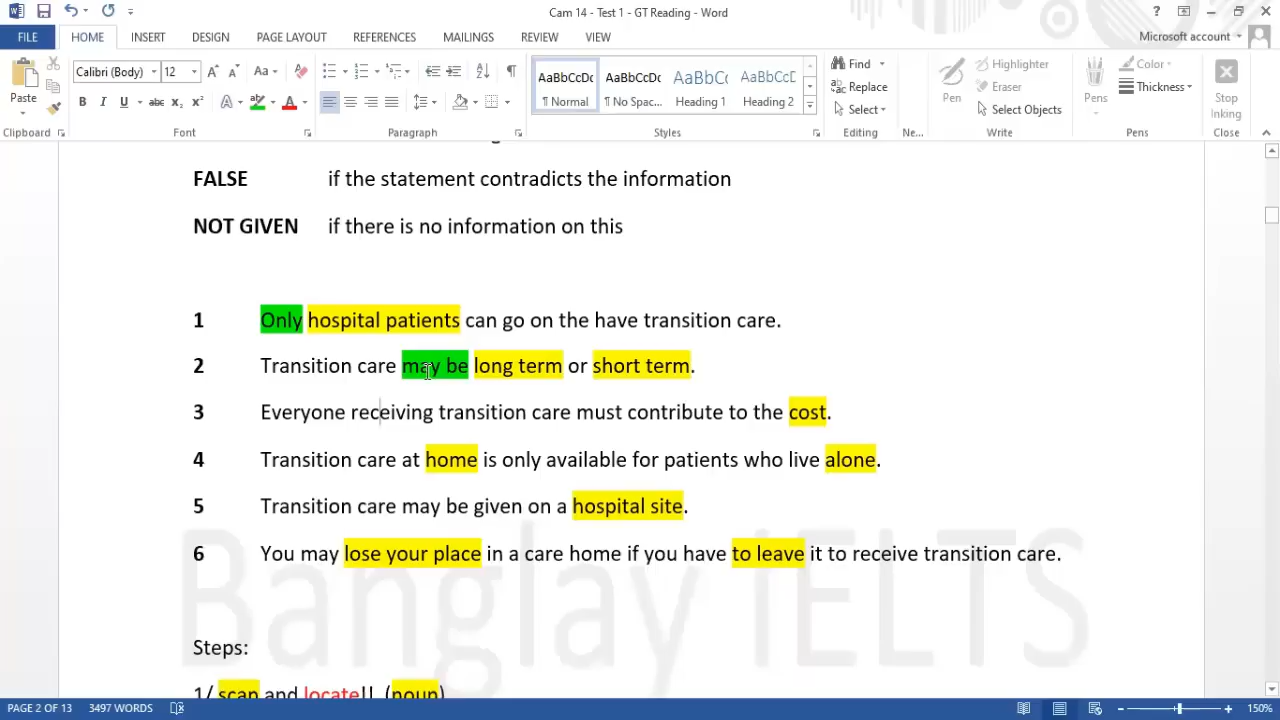 Cam 14 - Test 1 - GT Reading - Word
FILE HOME INSERT DESIGN PAGE LAYOUT REFERENCES MAILINGS REVIEW VIEW Microsoft account
Calibri (Body) 12 Aa AaBbCcDc AaBbCcDc AaBbCc AaBbCcD Find Highlighter Color
Paste B I U abc x₂ x² A A ¶ Normal ¶ No Spac... Heading 1 Heading 2 Replace Pen Eraser Pens Thickness Stop
Select Select Objects Inking
Clipboard Font Paragraph Styles Editing Ne... Write Pens Close
FALSE if the statement contradicts the information
NOT GIVEN if there is no information on this
1 Only hospital patients can go on the have transition care.
2 Transition care may be long term or short term.
3 Everyone receiving transition care must contribute to the cost.
4 Transition care at home is only available for patients who live alone.
5 Transition care may be given on a hospital site.
6 You may lose your place in a care home if you have to leave it to receive transition care.
Banglay IELTS
Steps:
1/ scan and locate!! (noun)
PAGE 2 OF 13 3497 WORDS 150%